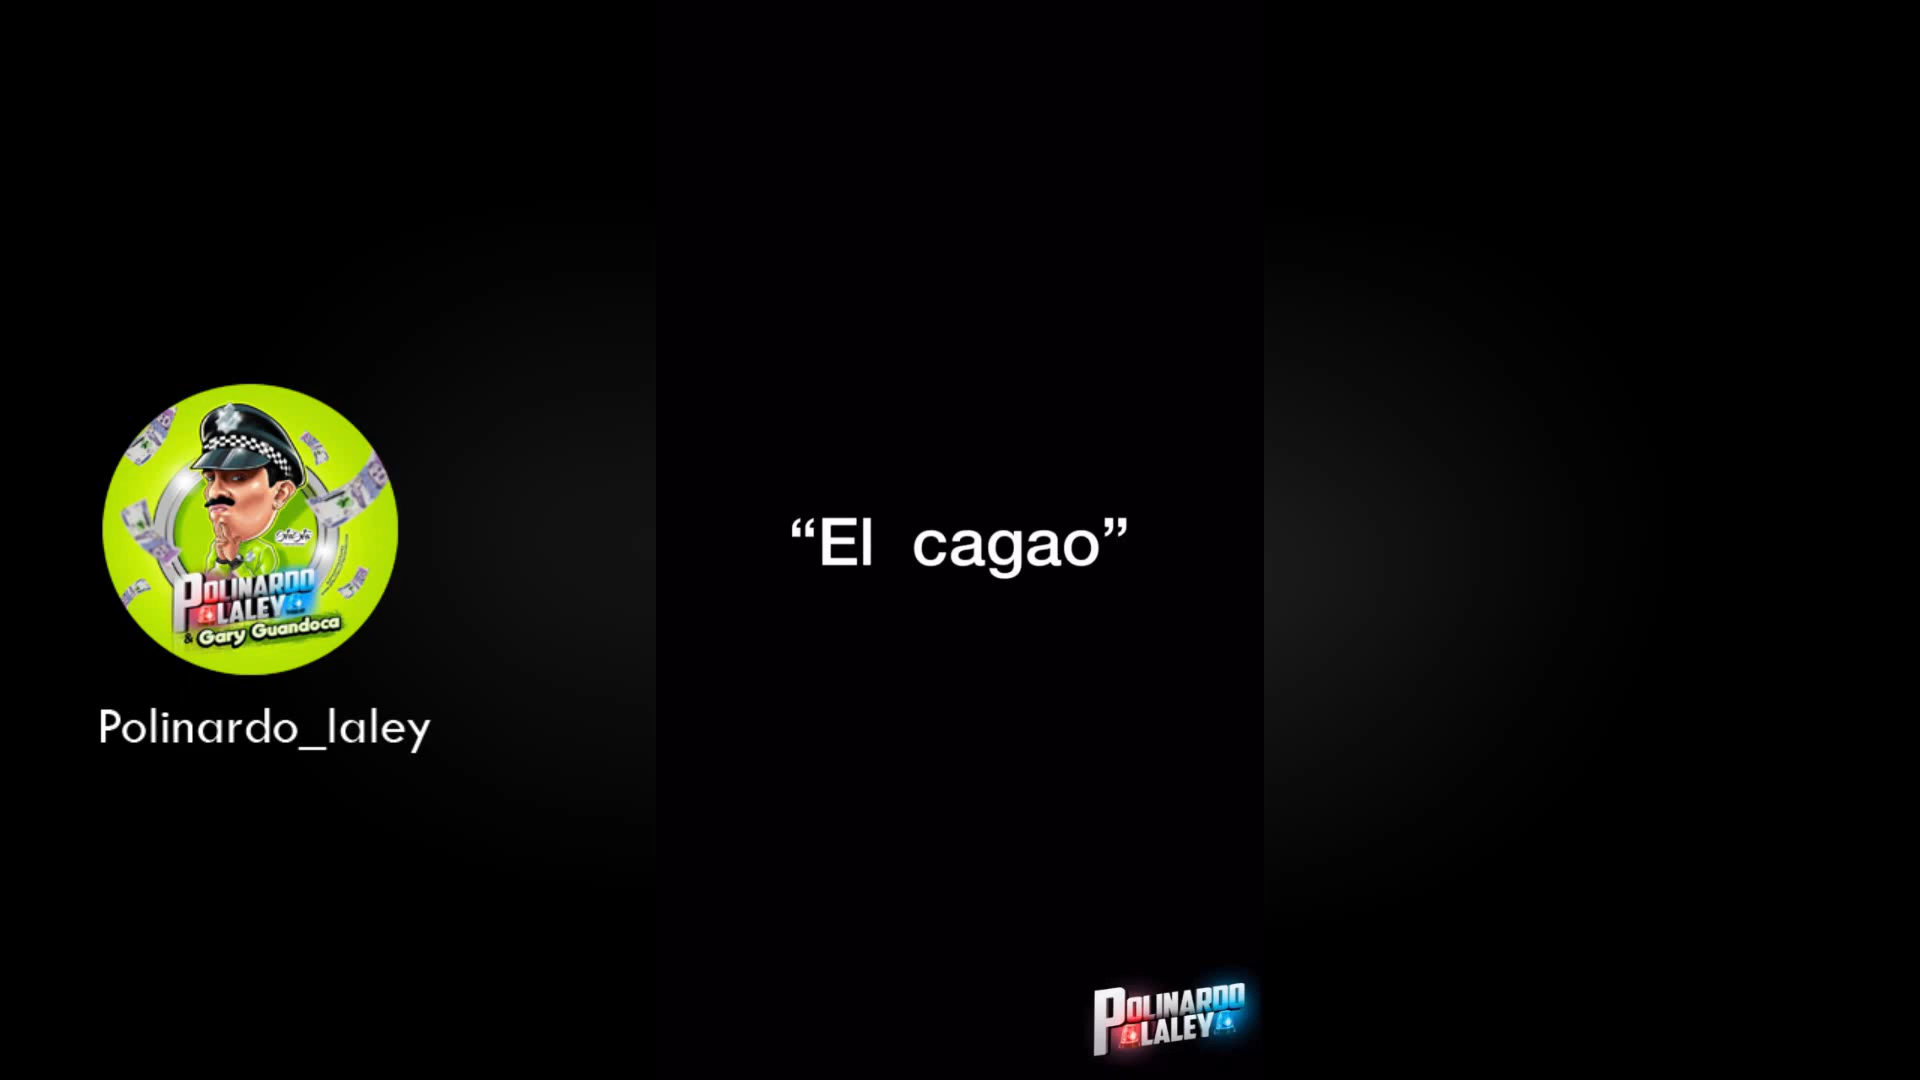 “El cagao”
POLINARDO
LALEY
& Gary Guandoca
Polinardo_laley
POLINARDO
LALEY